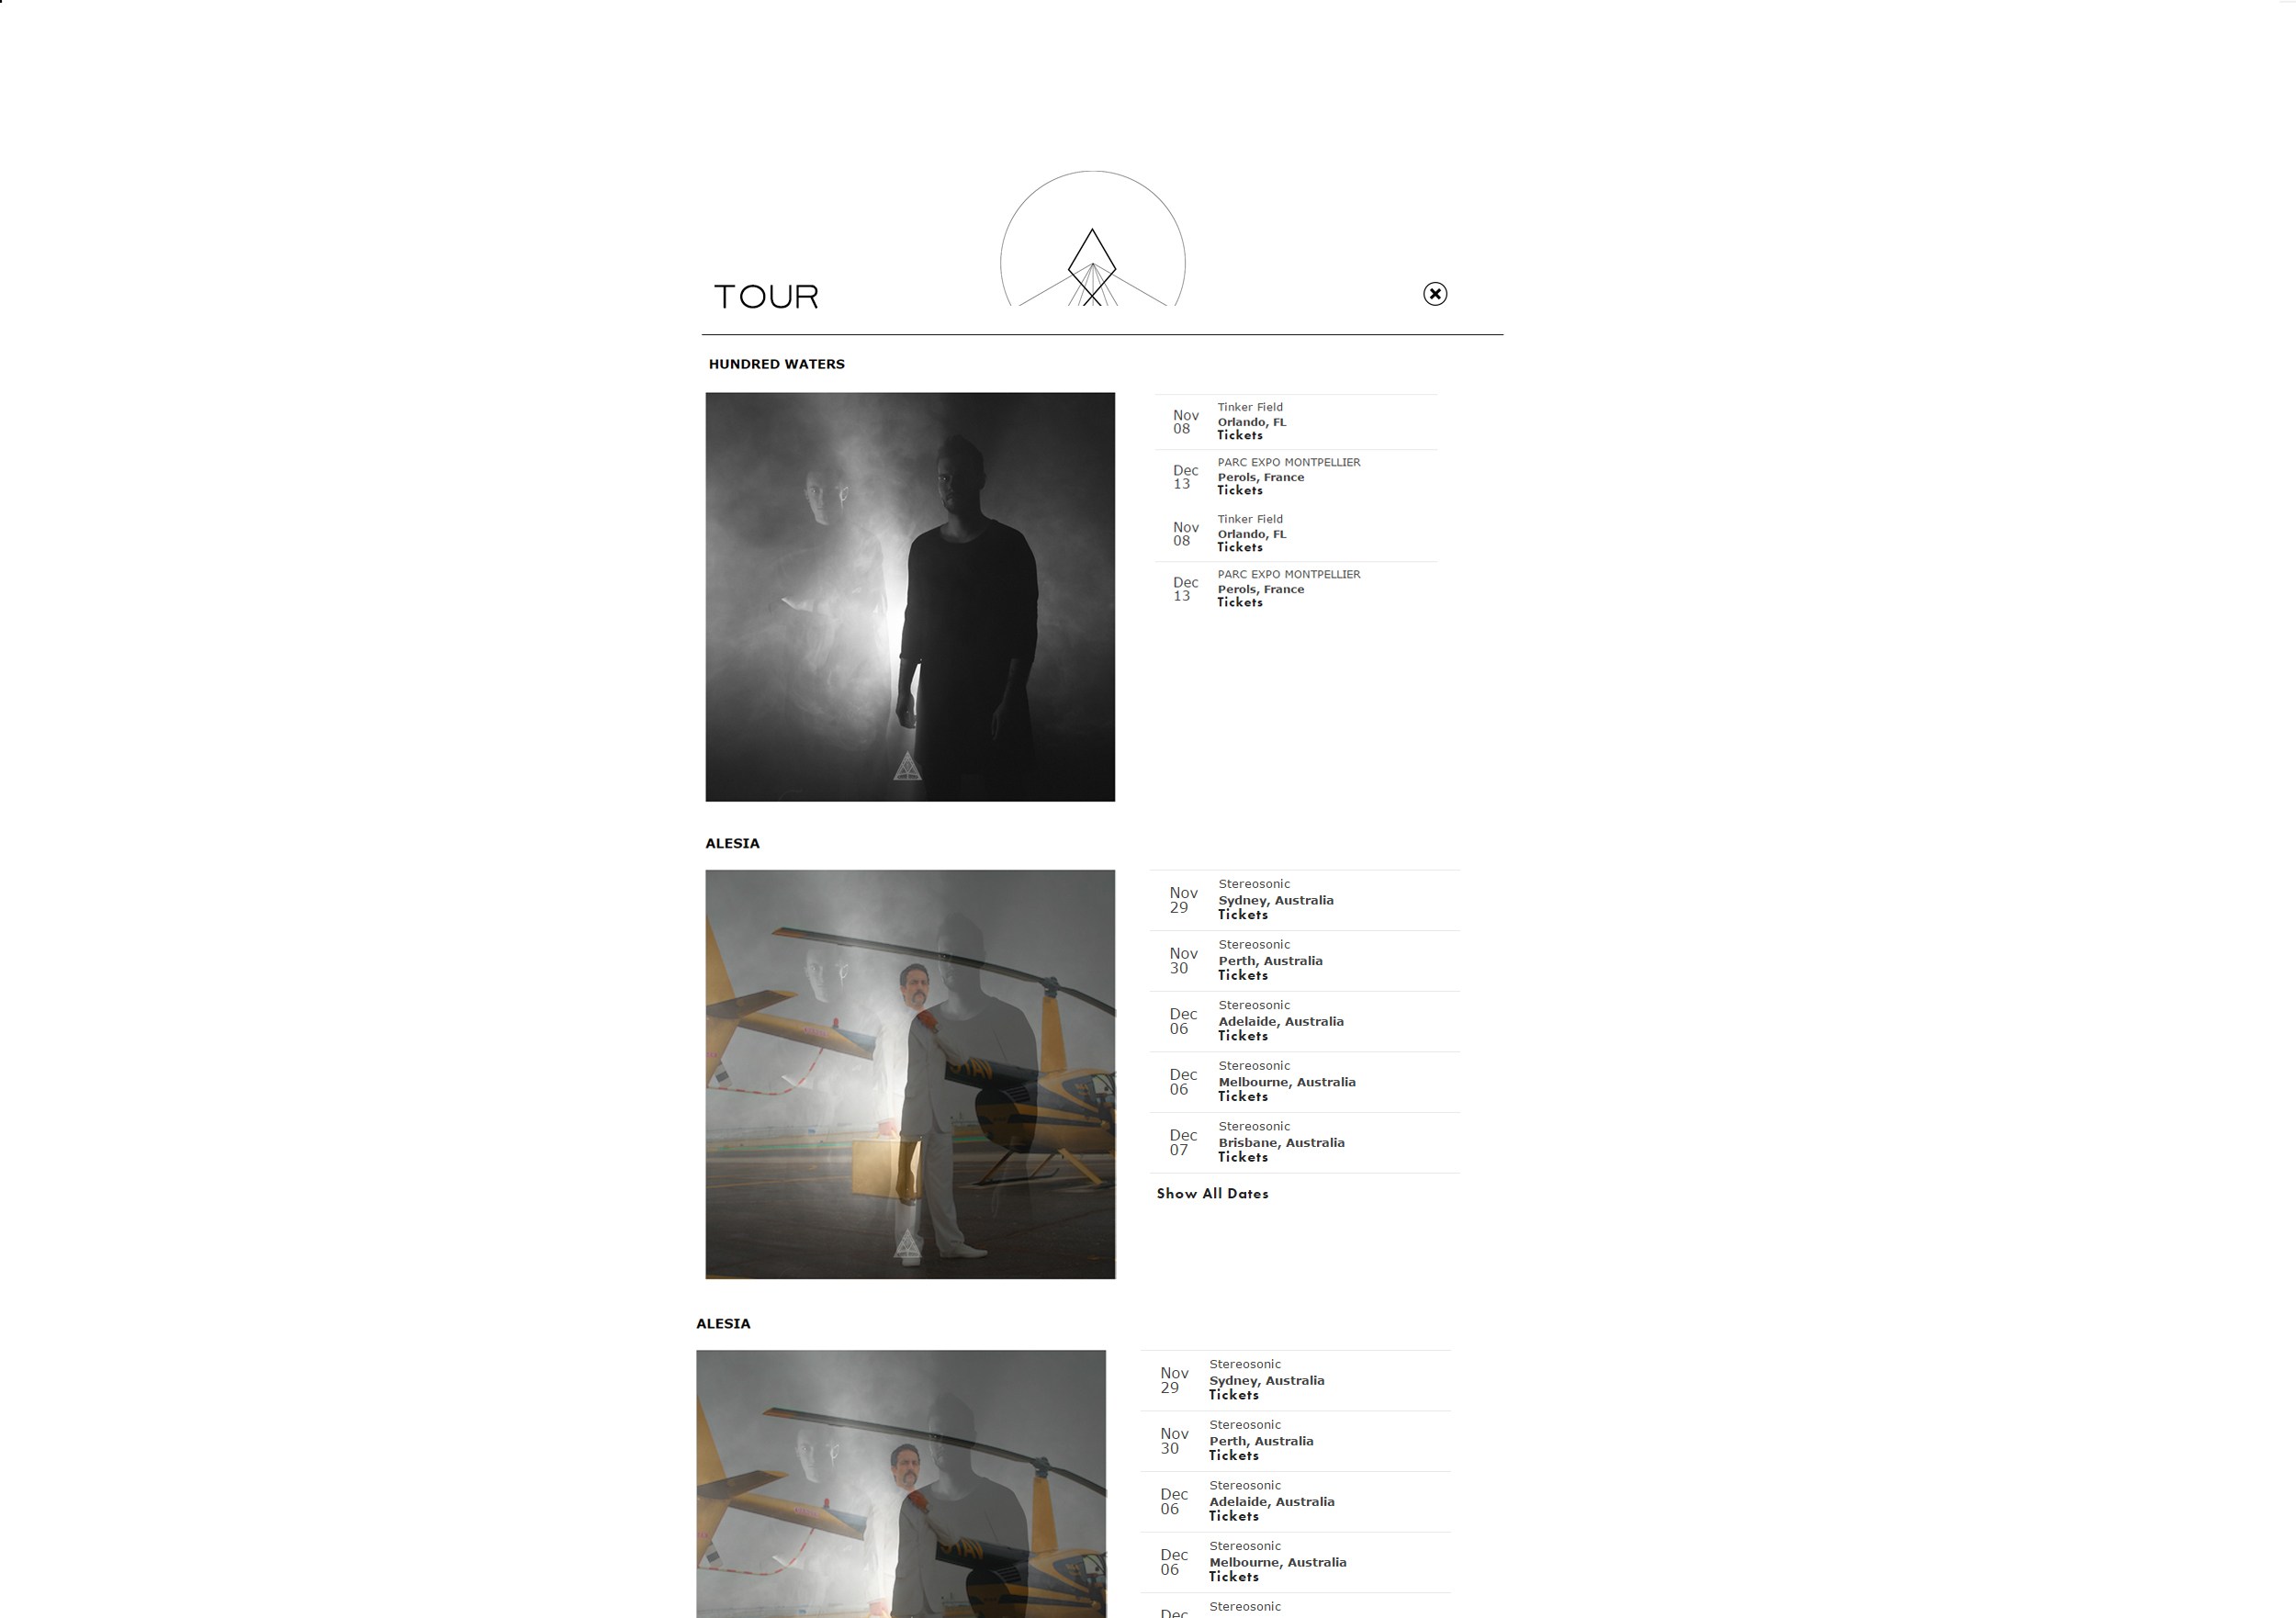 TOUR
HUNDRED WATERS
Nov
08
Tinker Field
Orlando, FL
Tickets
Dec
13
PARC EXPO MONTPELLIER
Perols, France
Tickets
Nov
08
Tinker Field
Orlando, FL
Tickets
Dec
13
PARC EXPO MONTPELLIER
Perols, France
Tickets
ALESIA
Nov
29
Stereosonic
Sydney, Australia
Tickets
Nov
30
Stereosonic
Perth, Australia
Tickets
Dec
06
Stereosonic
Adelaide, Australia
Tickets
Dec
06
Stereosonic
Melbourne, Australia
Tickets
Dec
07
Stereosonic
Brisbane, Australia
Tickets
Show All Dates
ALESIA
Nov
29
Stereosonic
Sydney, Australia
Tickets
Nov
30
Stereosonic
Perth, Australia
Tickets
Dec
06
Stereosonic
Adelaide, Australia
Tickets
Dec
06
Stereosonic
Melbourne, Australia
Tickets
Dec
Stereosonic